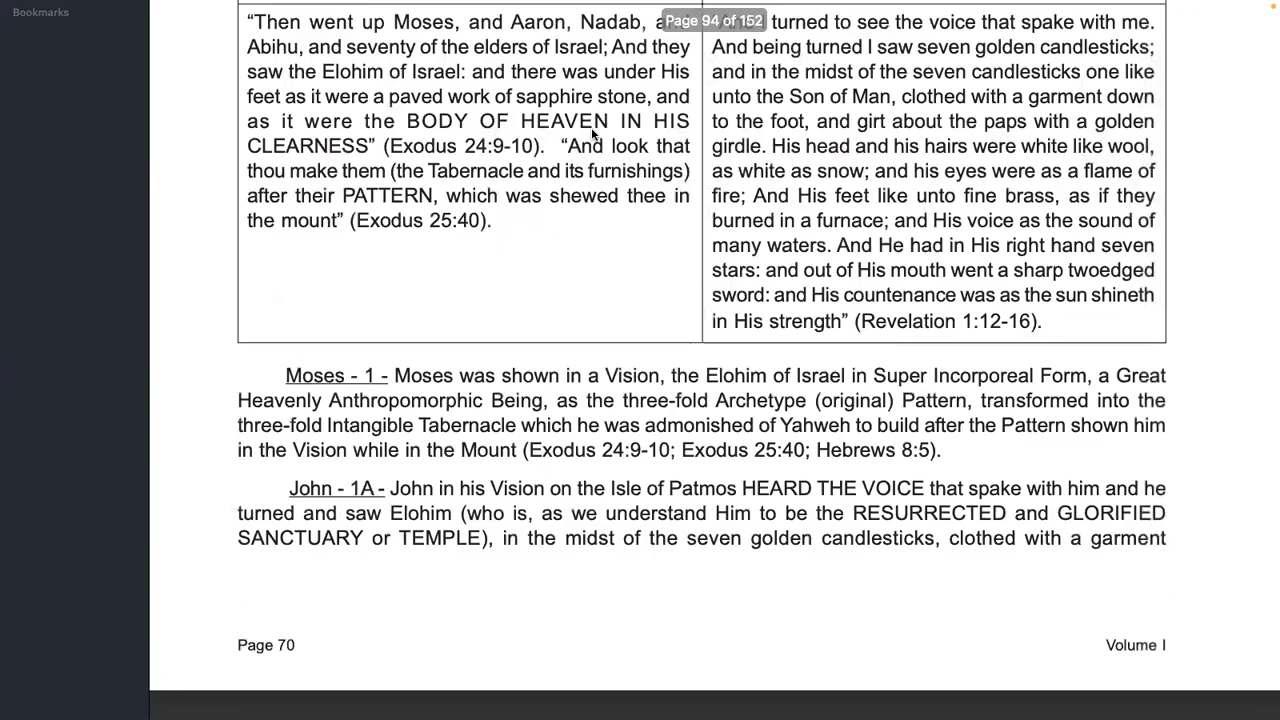 Bookmarks
Page 94 of 152
“Then went up Moses, and Aaron, Nadab,
Abihu, and seventy of the elders of Israel; And they
saw the Elohim of Israel: and there was under His
feet as it were a paved work of sapphire stone, and
as it were the BODY OF HEAVEN IN HIS
CLEARNESS” (Exodus 24:9-10). “And look that
thou make them (the Tabernacle and its furnishings)
after their PATTERN, which was shewed thee in
the mount” (Exodus 25:40).
turned to see the voice that spake with me.
And being turned I saw seven golden candlesticks;
and in the midst of the seven candlesticks one like
unto the Son of Man, clothed with a garment down
to the foot, and girt about the paps with a golden
girdle. His head and his hairs were white like wool,
as white as snow; and his eyes were as a flame of
fire; And His feet like unto fine brass, as if they
burned in a furnace; and His voice as the sound of
many waters. And He had in His right hand seven
stars: and out of His mouth went a sharp twoedged
sword: and His countenance was as the sun shineth
in His strength” (Revelation 1:12-16).
Moses - 1 - Moses was shown in a Vision, the Elohim of Israel in Super Incorporeal Form, a Great
Heavenly Anthropomorphic Being, as the three-fold Archetype (original) Pattern, transformed into the
three-fold Intangible Tabernacle which he was admonished of Yahweh to build after the Pattern shown him
in the Vision while in the Mount (Exodus 24:9-10; Exodus 25:40; Hebrews 8:5).
John - 1A - John in his Vision on the Isle of Patmos HEARD THE VOICE that spake with him and he
turned and saw Elohim (who is, as we understand Him to be the RESURRECTED and GLORIFIED
SANCTUARY or TEMPLE), in the midst of the seven golden candlesticks, clothed with a garment
Page 70
Volume I